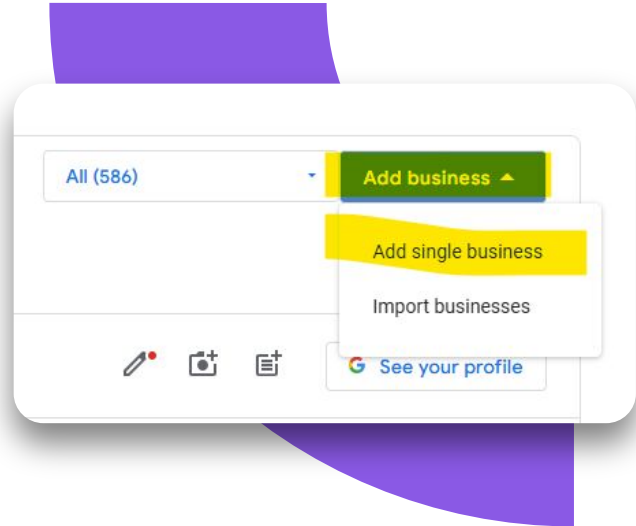 All (586)
Add business
Add single business
Import businesses
G See your profile